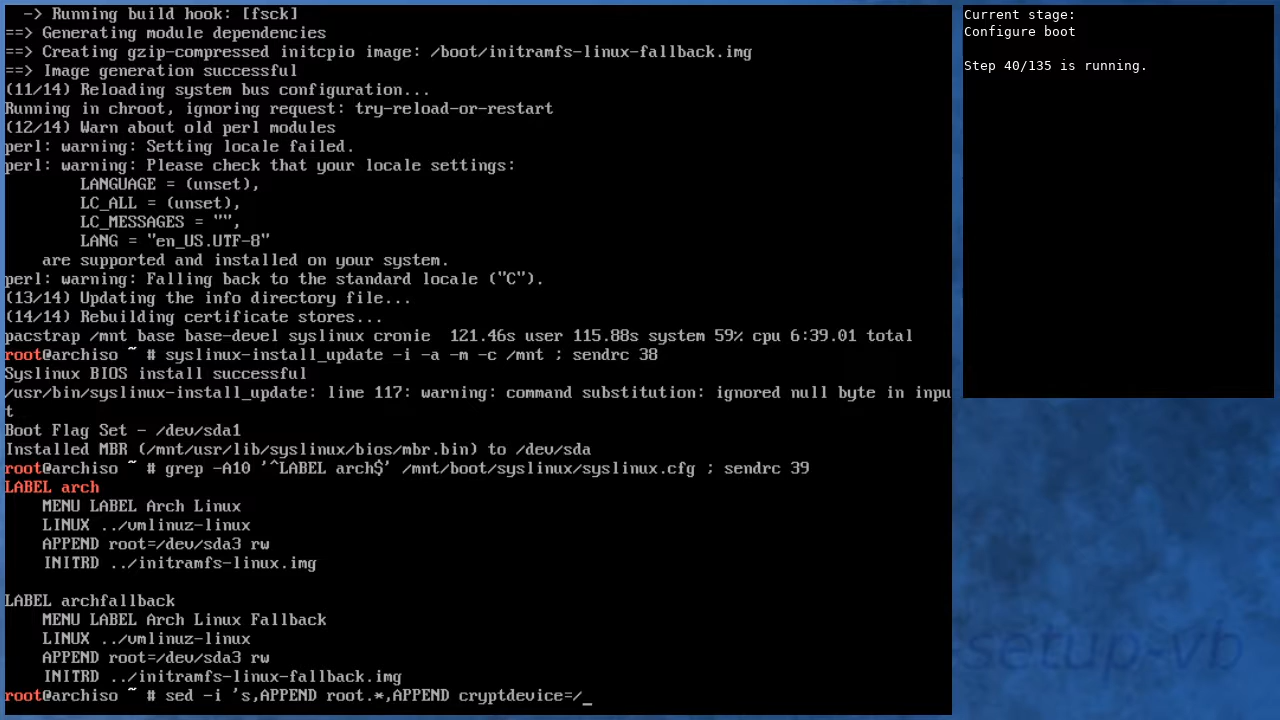 -> Running build hook: [fsck]
==> Generating module dependencies
==> Creating gzip-compressed initcpio image: /boot/initramfs-linux-fallback.img
==> Image generation successful
(11/14) Reloading system bus configuration...
Running in chroot, ignoring request: try-reload-or-restart
(12/14) Warn about old perl modules
perl: warning: Setting locale failed.
perl: warning: Please check that your locale settings:
        LANGUAGE = (unset),
        LC_ALL = (unset),
        LC_MESSAGES = "",
        LANG = "en_US.UTF-8"
    are supported and installed on your system.
perl: warning: Falling back to the standard locale ("C").
(13/14) Updating the info directory file...
(14/14) Rebuilding certificate stores...
pacstrap /mnt base base-devel syslinux cronie  121.46s user 115.88s system 59% cpu 6:39.01 total
root@archiso ~ # syslinux-install_update -i -a -m -c /mnt ; sendrc 38
Syslinux BIOS install successful
/usr/bin/syslinux-install_update: line 117: warning: command substitution: ignored null byte in inpu
t
Boot Flag Set - /dev/sda1
Installed MBR (/mnt/usr/lib/syslinux/bios/mbr.bin) to /dev/sda
root@archiso ~ # grep -A10 '^LABEL arch$' /mnt/boot/syslinux/syslinux.cfg ; sendrc 39
LABEL arch
    MENU LABEL Arch Linux
    LINUX ../vmlinuz-linux
    APPEND root=/dev/sda3 rw
    INITRD ../initramfs-linux.img

LABEL archfallback
    MENU LABEL Arch Linux Fallback
    LINUX ../vmlinuz-linux
    APPEND root=/dev/sda3 rw
    INITRD ../initramfs-linux-fallback.img
root@archiso ~ # sed -i 's,APPEND root.*,APPEND cryptdevice=/_
Current stage:
Configure boot

Step 40/135 is running.
-setup-vb